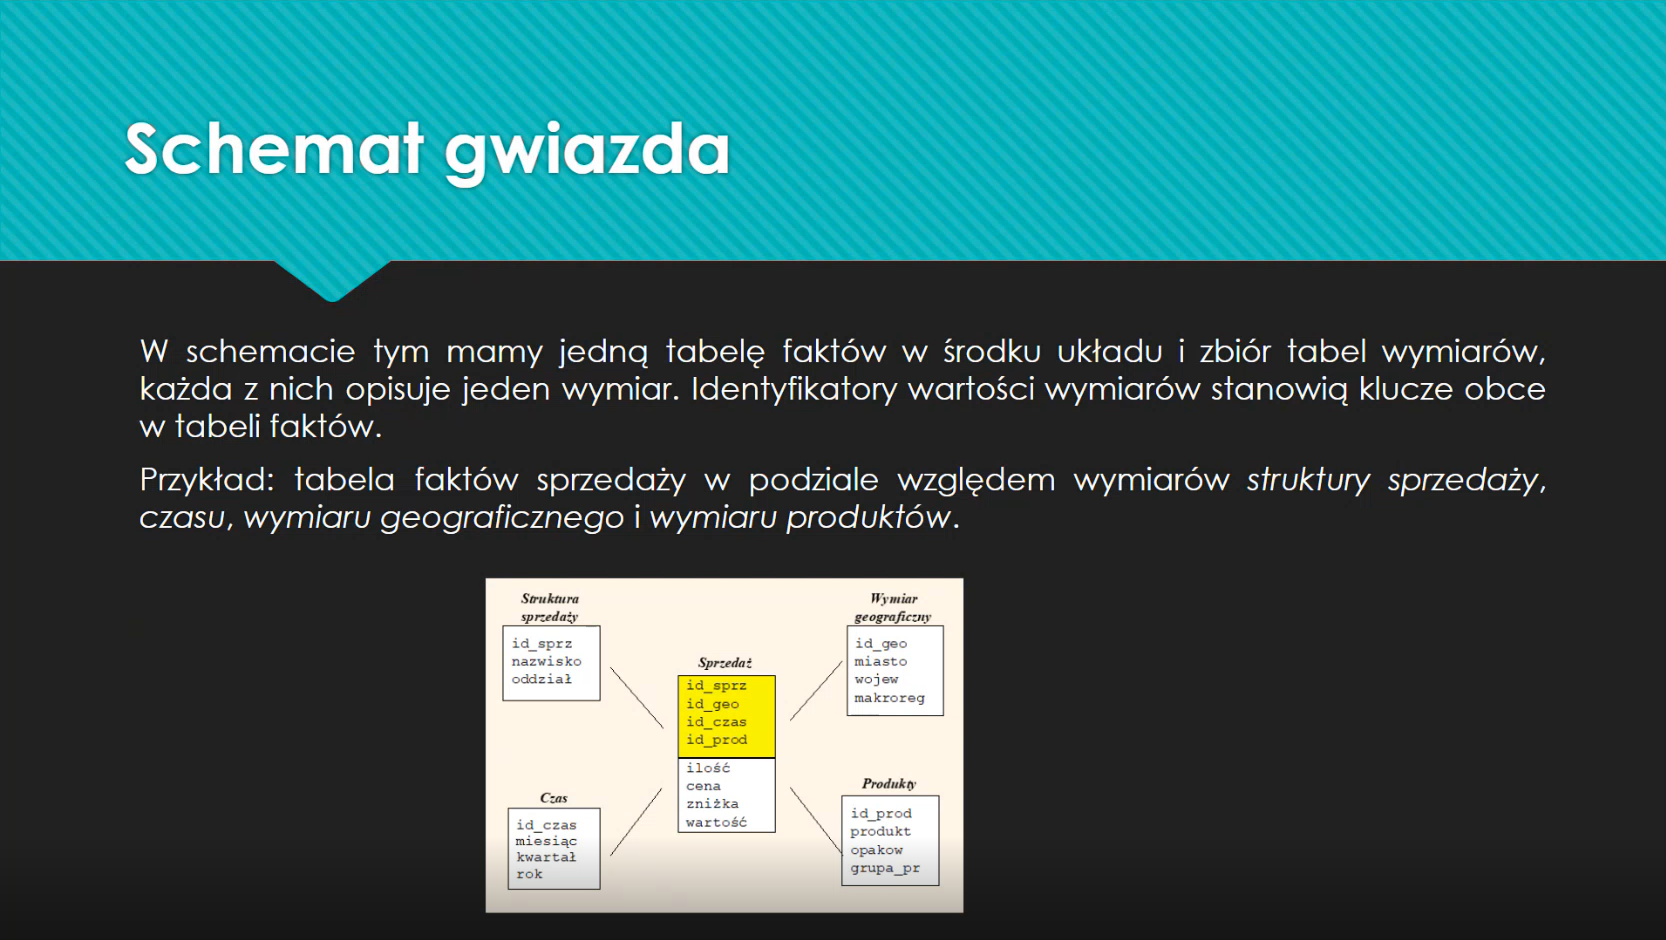 Schemat gwiazda
W schemacie tym mamy jedną tabelę faktów w środku układu i zbiór tabel wymiarów,
każda z nich opisuje jeden wymiar. Identyfikatory wartości wymiarów stanowią klucze obce
w tabeli faktów.
Przykład: tabela faktów sprzedaży w podziale względem wymiarów struktury sprzedaży,
czasu, wymiaru geograficznego i wymiaru produktów.
Struktura
sprzedaży
id_sprz
nazwisko
oddział
Sprzedaż
id_sprz
id_geo
id_czas
id_prod
ilość
cena
zniżka
wartość
Wymiar
geograficzny
id_geo
miasto
wojew
makroreg
Czas
id_czas
miesiąc
kwartał
rok
Produkty
id_prod
produkt
opakow
grupa_pr